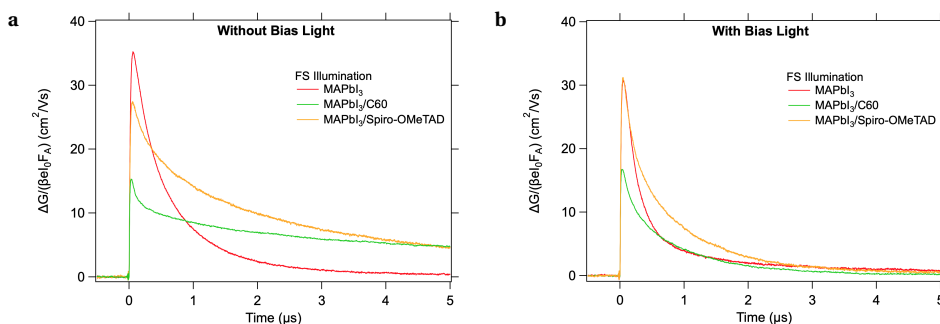 a
Without Bias Light
FS Illumination
MAPbI₃
MAPbI₃/C60
MAPbI₃/Spiro-OMeTAD
ΔG/(βeI₀F_A) (cm²/Vs)
40
30
20
10
0
0 1 2 3 4 5
Time (µs)
b
With Bias Light
FS Illumination
MAPbI₃
MAPbI₃/C60
MAPbI₃/Spiro-OMeTAD
ΔG/(βeI₀F_A) (cm²/Vs)
40
30
20
10
0
0 1 2 3 4 5
Time (µs)